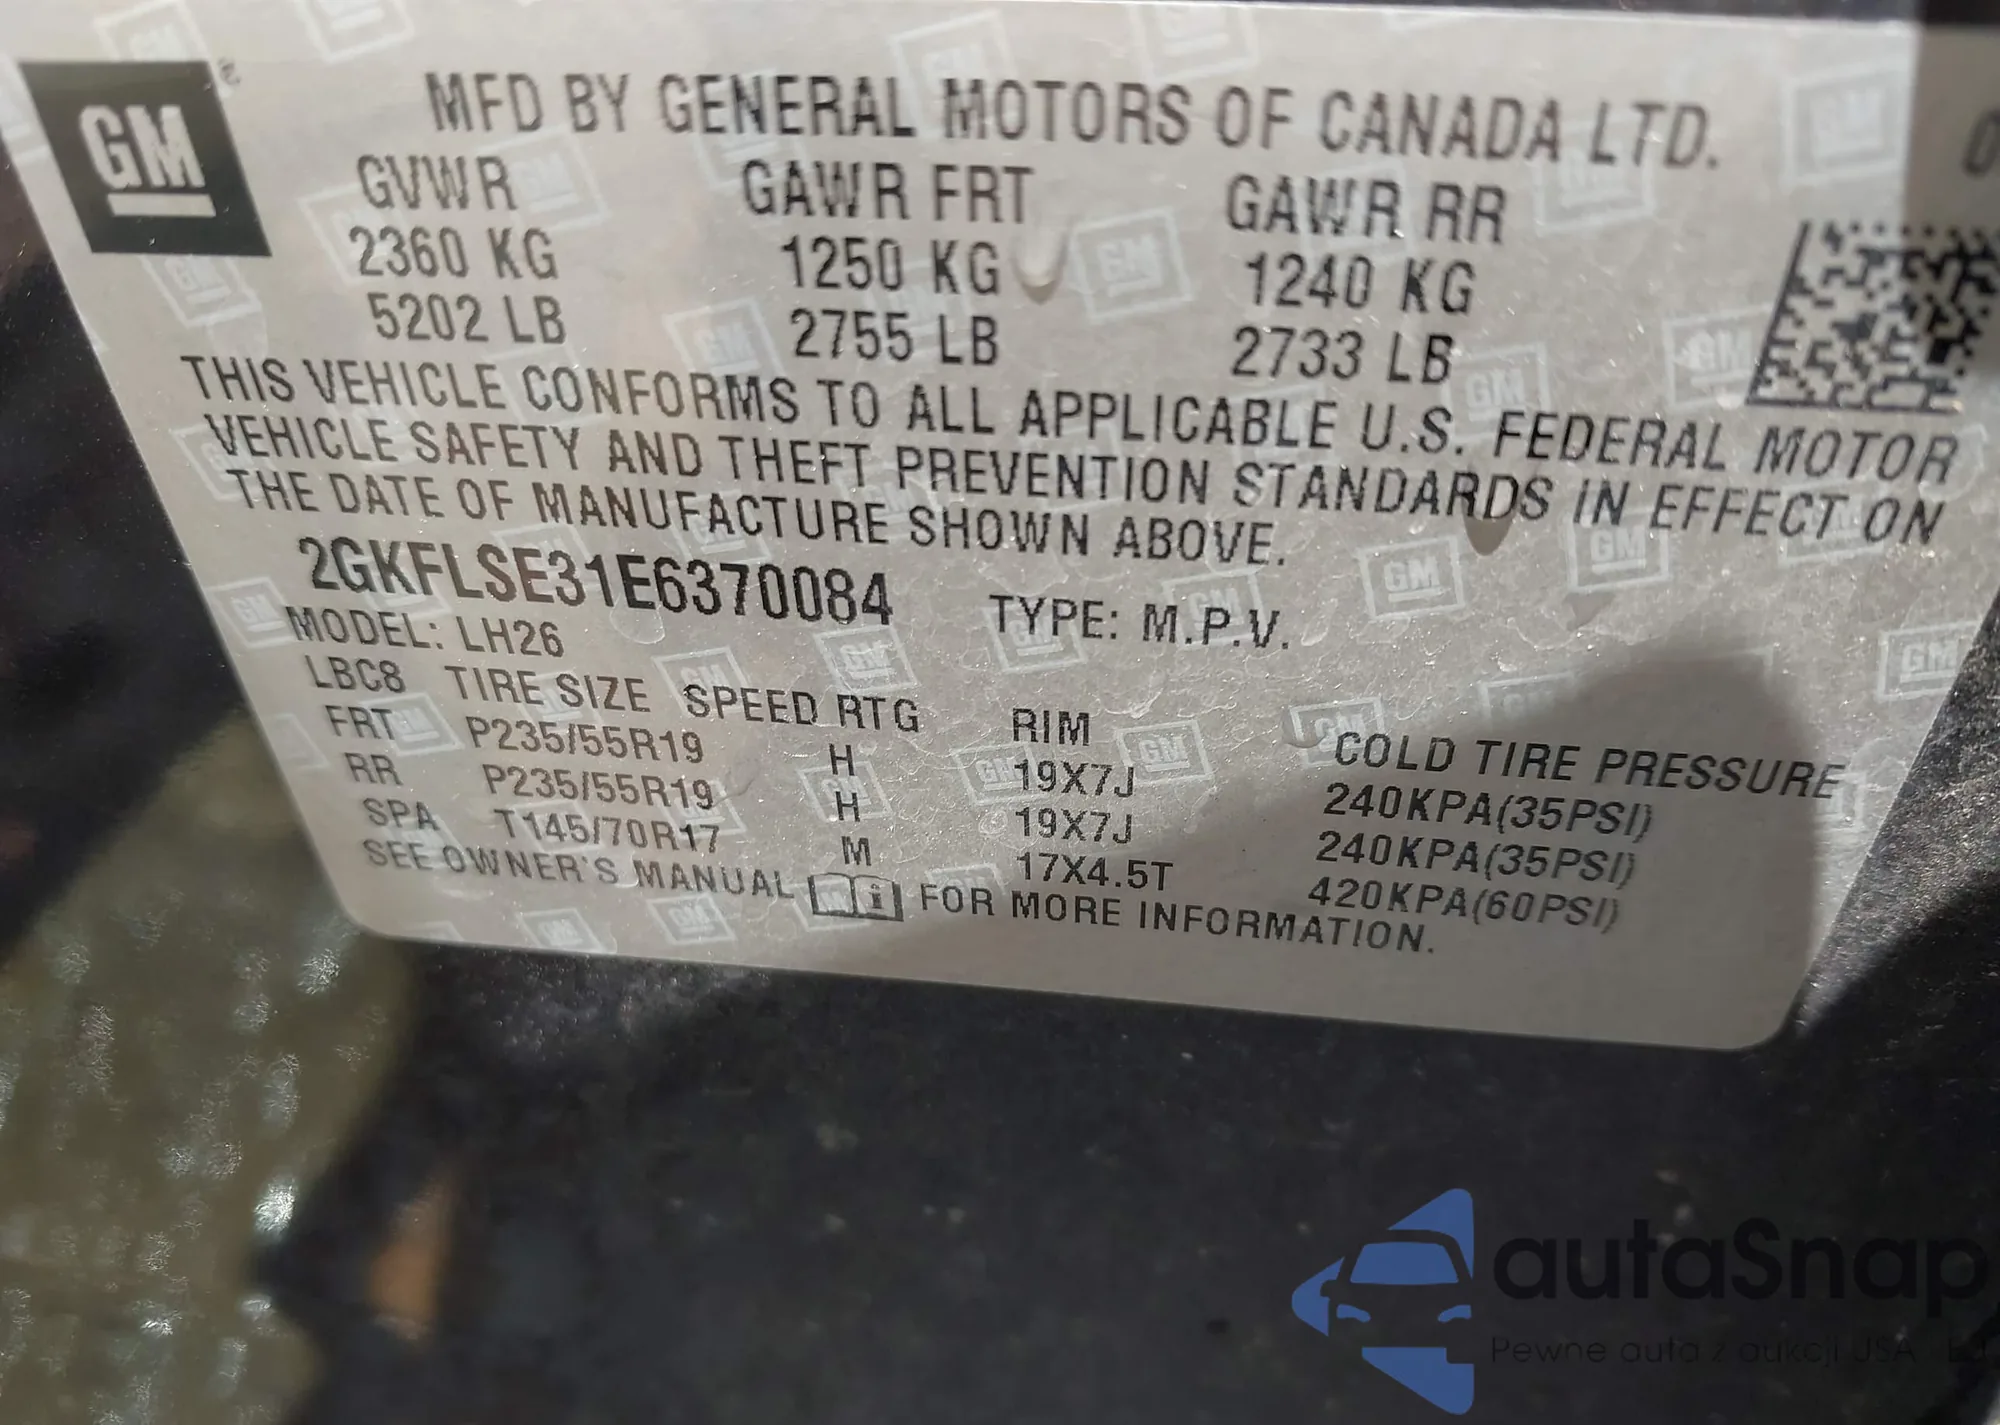 GM
MFD BY GENERAL MOTORS OF CANADA LTD.
GVWR GAWR FRT GAWR RR
2360 KG 1250 KG 1240 KG
5202 LB 2755 LB 2733 LB
THIS VEHICLE CONFORMS TO ALL APPLICABLE U.S. FEDERAL MOTOR
VEHICLE SAFETY AND THEFT PREVENTION STANDARDS IN EFFECT ON
THE DATE OF MANUFACTURE SHOWN ABOVE.
2GKFLSE31E6370084 TYPE: M.P.V.
MODEL: LH26
LBC8 TIRE SIZE SPEED RTG RIM COLD TIRE PRESSURE
FRT P235/55R19 H 19X7J 240KPA(35PSI)
RR P235/55R19 H 19X7J 240KPA(35PSI)
SPA T145/70R17 M 17X4.5T 420KPA(60PSI)
SEE OWNER'S MANUAL FOR MORE INFORMATION.
autaSnap
Pewne auta z aukcji USA